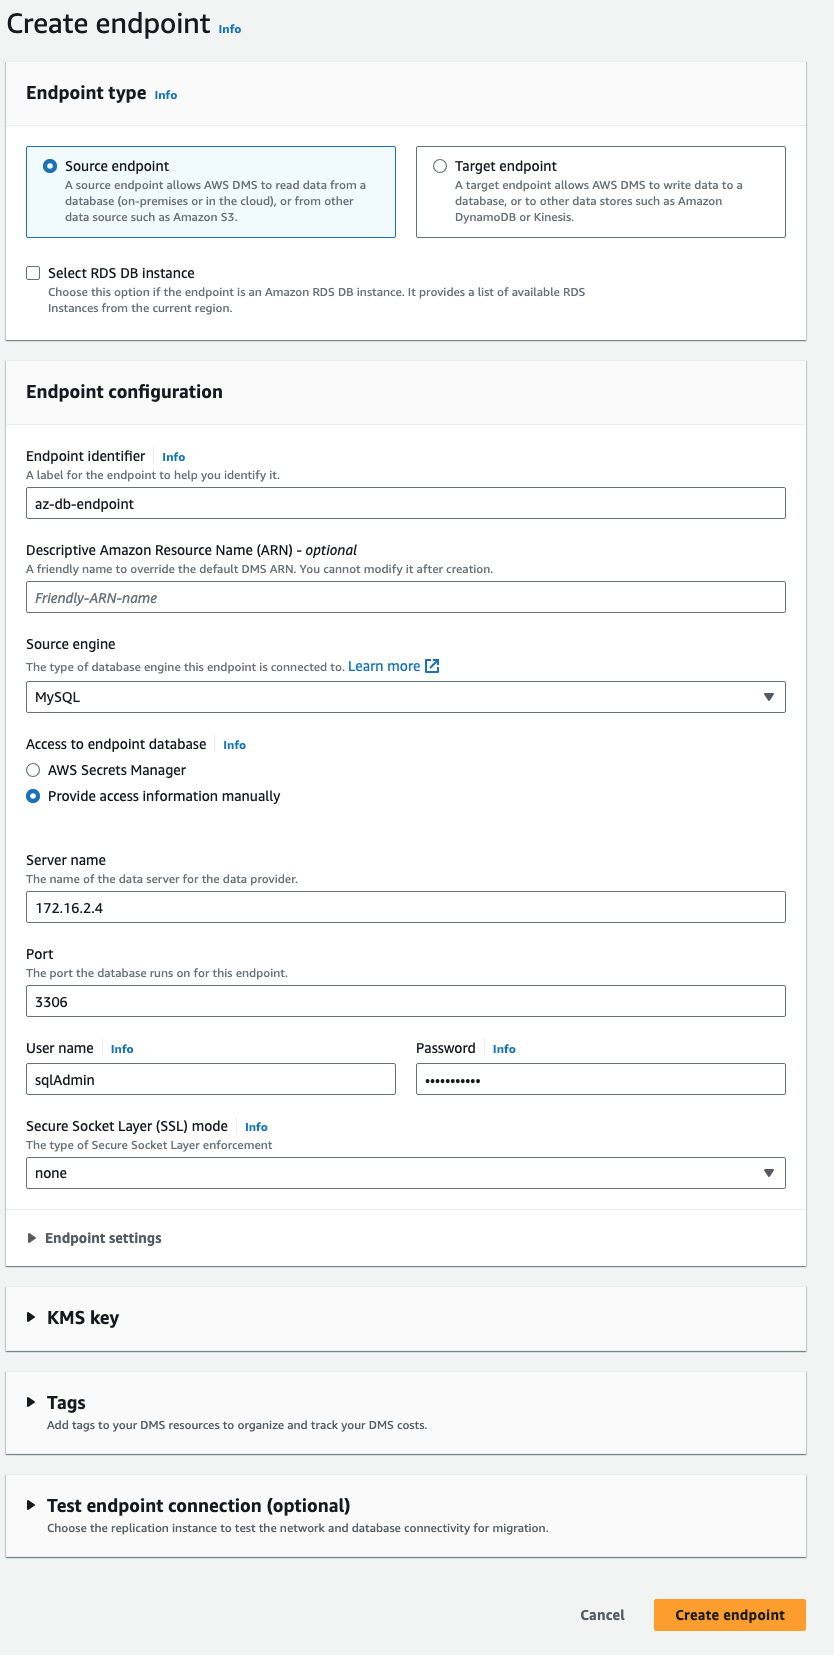 Create endpoint Info
Endpoint type Info
Source endpoint
A source endpoint allows AWS DMS to read data from a
database (on-premises or in the cloud), or from other
data source such as Amazon S3.
Target endpoint
A target endpoint allows AWS DMS to write data to a
database, or to other data stores such as Amazon
DynamoDB or Kinesis.
Select RDS DB instance
Choose this option if the endpoint is an Amazon RDS DB instance. It provides a list of available RDS
Instances from the current region.
Endpoint configuration
Endpoint identifier Info
A label for the endpoint to help you identify it.
az-db-endpoint
Descriptive Amazon Resource Name (ARN) - optional
A friendly name to override the default DMS ARN. You cannot modify it after creation.
Friendly-ARN-name
Source engine
The type of database engine this endpoint is connected to. Learn more
MySQL
Access to endpoint database Info
AWS Secrets Manager
Provide access information manually
Server name
The name of the data server for the data provider.
172.16.2.4
Port
The port the database runs on for this endpoint.
3306
User name Info
sqlAdmin
Password Info
•••••••••••
Secure Socket Layer (SSL) mode Info
The type of Secure Socket Layer enforcement
none
Endpoint settings
KMS key
Tags
Add tags to your DMS resources to organize and track your DMS costs.
Test endpoint connection (optional)
Choose the replication instance to test the network and database connectivity for migration.
Cancel Create endpoint